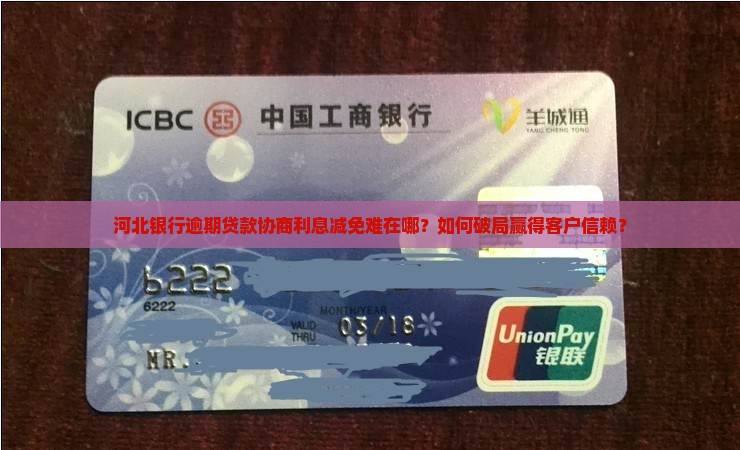 ICBC 中国工商银行 羊城通
YANG CHENG TONG
河北银行逾期贷款协商利息减免难在哪？如何破局赢得客户信赖？
6222
6222
MONTH/YEAR
VALID THRU 03/18
MR.
UnionPay
银联